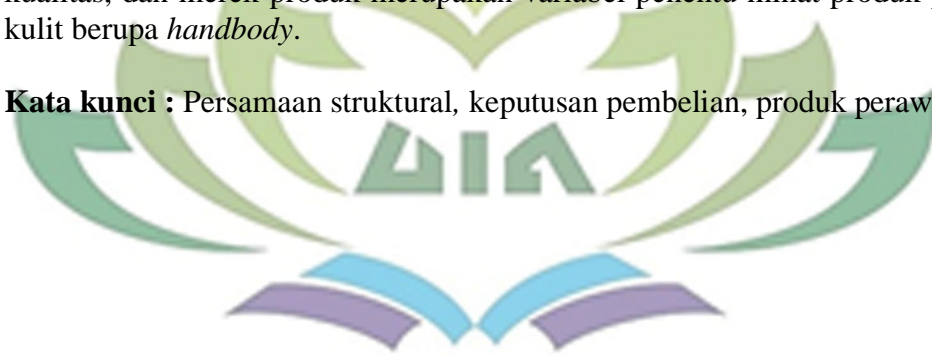 kualitas, dan merek produk merupakan variabel penentu minat produk
kulit berupa handbody.
Kata kunci : Persamaan struktural, keputusan pembelian, produk peraw
UIN